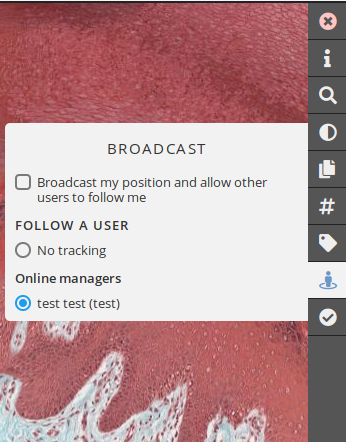 BROADCAST
Broadcast my position and allow other
users to follow me
FOLLOW A USER
No tracking
Online managers
test test (test)